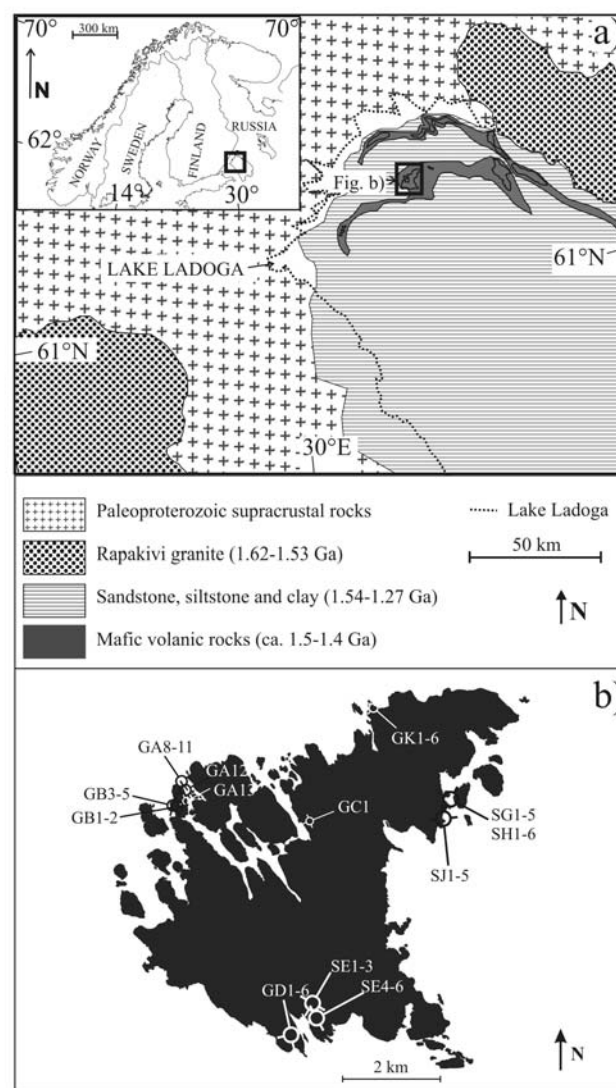 70°
300 km
70°
a
N
RUSSIA
62°
NORWAY
SWEDEN
FINLAND
14°
30°
Fig. b)
LAKE LADOGA
61°N
61°N
30°E
Paleoproterozoic supracrustal rocks
Lake Ladoga
Rapakivi granite (1.62-1.53 Ga)
50 km
Sandstone, siltstone and clay (1.54-1.27 Ga)
N
Mafic volanic rocks (ca. 1.5-1.4 Ga)
b)
GK1-6
GA8-11
GA12
GB3-5
GA13
GB1-2
GC1
SG1-5
SH1-6
SJ1-5
SE1-3
GD1-6
SE4-6
N
2 km